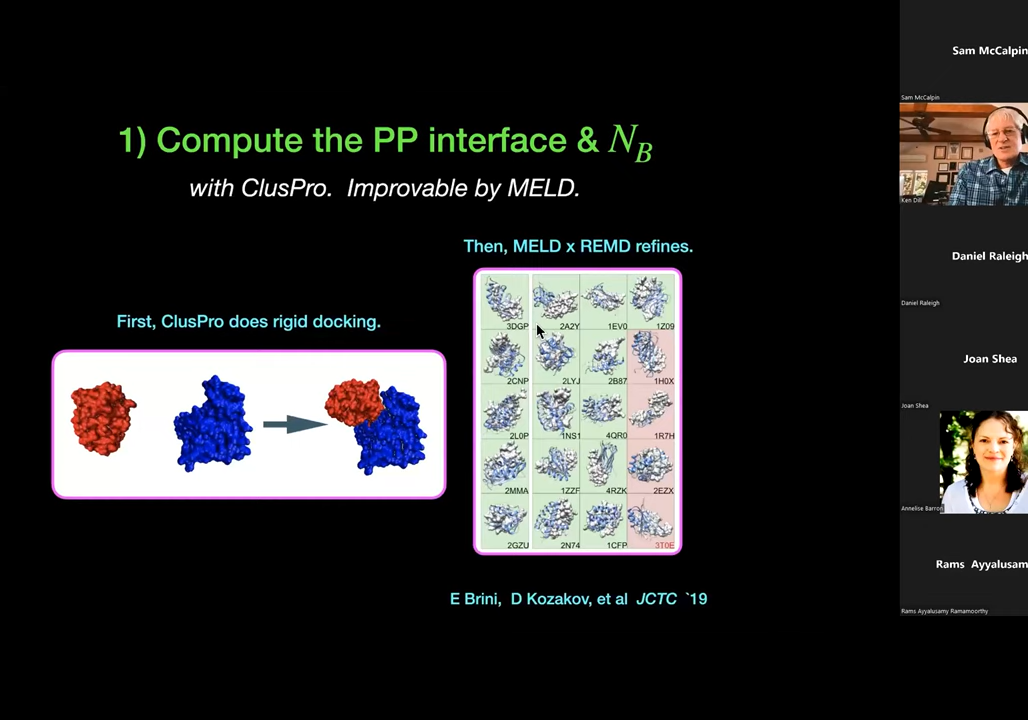 1) Compute the PP interface & N_B
with ClusPro. Improvable by MELD.
Then, MELD x REMD refines.
First, ClusPro does rigid docking.
3DGP 2A2Y 1EV0 1Z09
2CNP 2LYJ 2B87 1H0X
2L0P 1NS1 4QR0 1R7H
2MMA 1ZZF 4RZK 2EZX
2GZU 2N74 1CFP 3T0E
E Brini, D Kozakov, et al JCTC `19
Sam McCalpin
Sam McCalpin
Ken Dill
Daniel Raleigh
Daniel Raleigh
Joan Shea
Joan Shea
Annelise Barron
Rams Ayyalusam
Rams Ayyalusamy Ramamoorthy